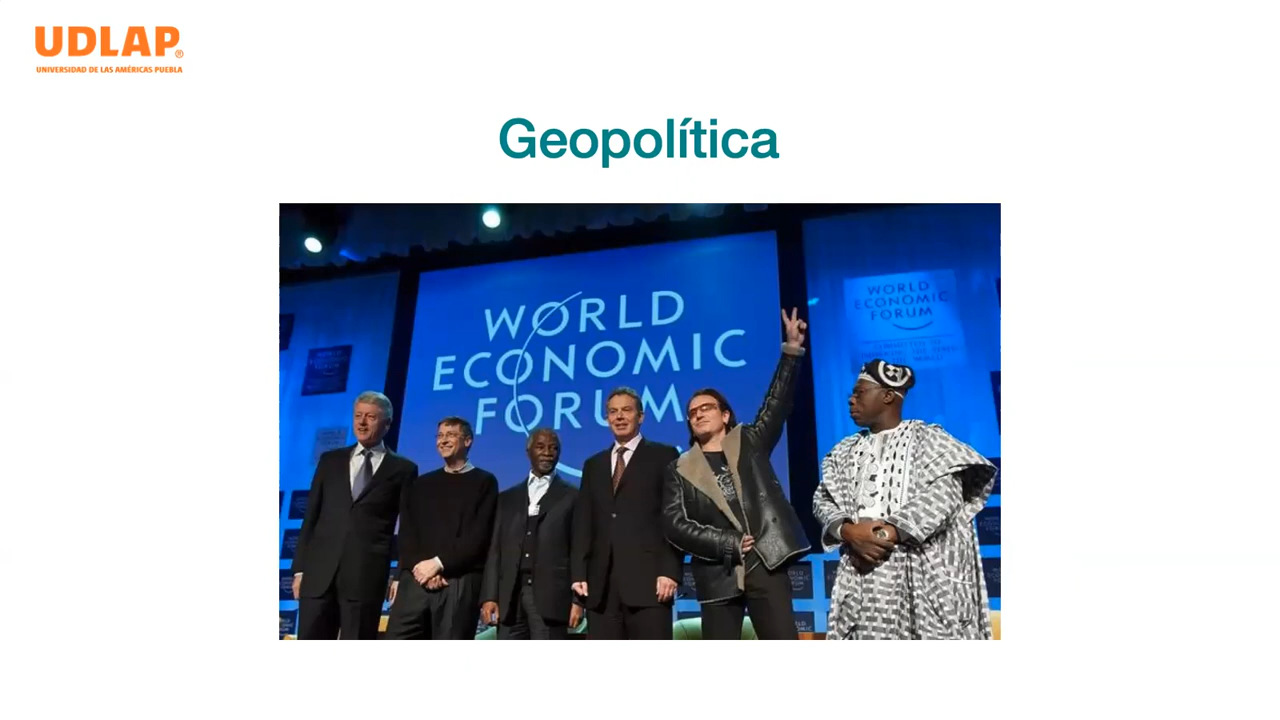 UDLAP®
UNIVERSIDAD DE LAS AMÉRICAS PUEBLA
Geopolítica
WORLD
ECONOMIC
FORUM
WORLD
ECONOMIC
FORUM